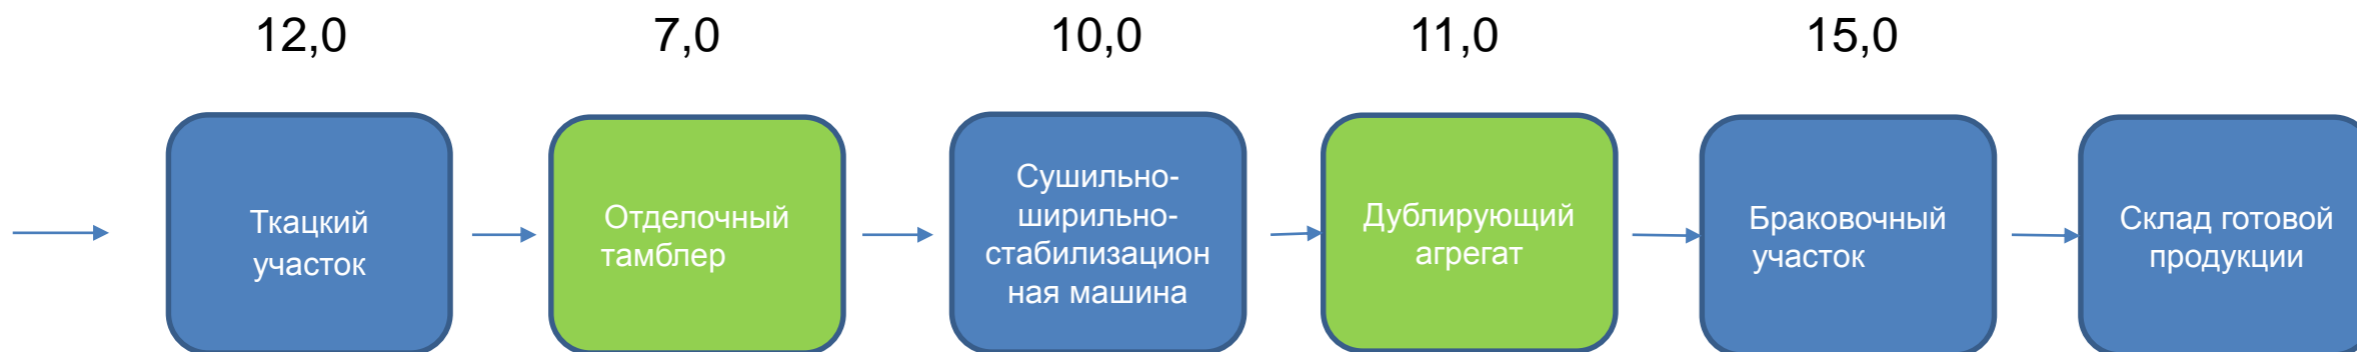 12,0
7,0
10,0
11,0
15,0
Ткацкий
участок
Отделочный
тамблер
Сушильно-
ширильно-
стабилизацион
ная машина
Дублирующий
агрегат
Браковочный
участок
Склад готовой
продукции